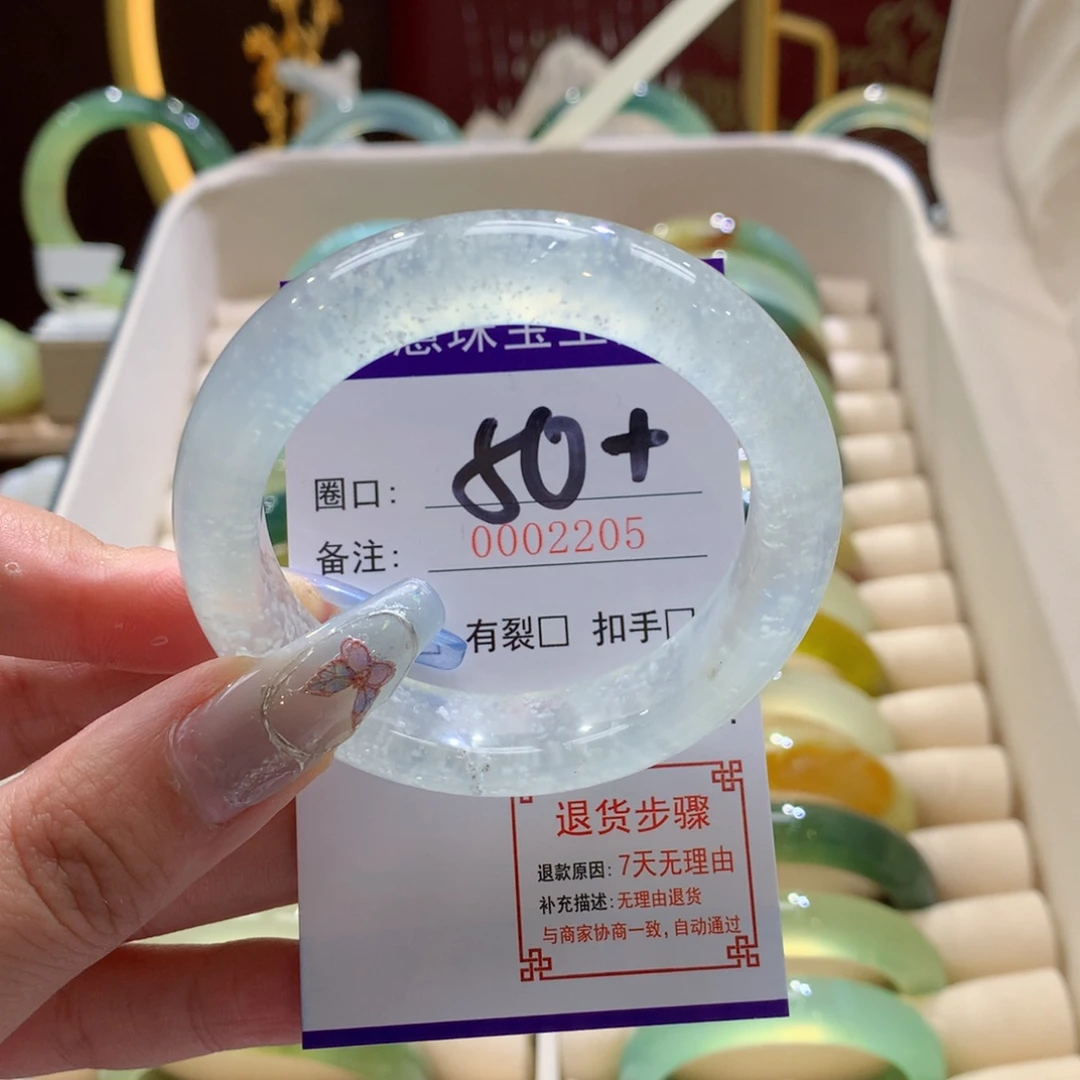 珠宝
圈口: 80+
备注: 0002205
有裂□ 扣手□
退货步骤
退款原因: 7天无理由
补充描述: 无理由退货
与商家协商一致, 自动通过